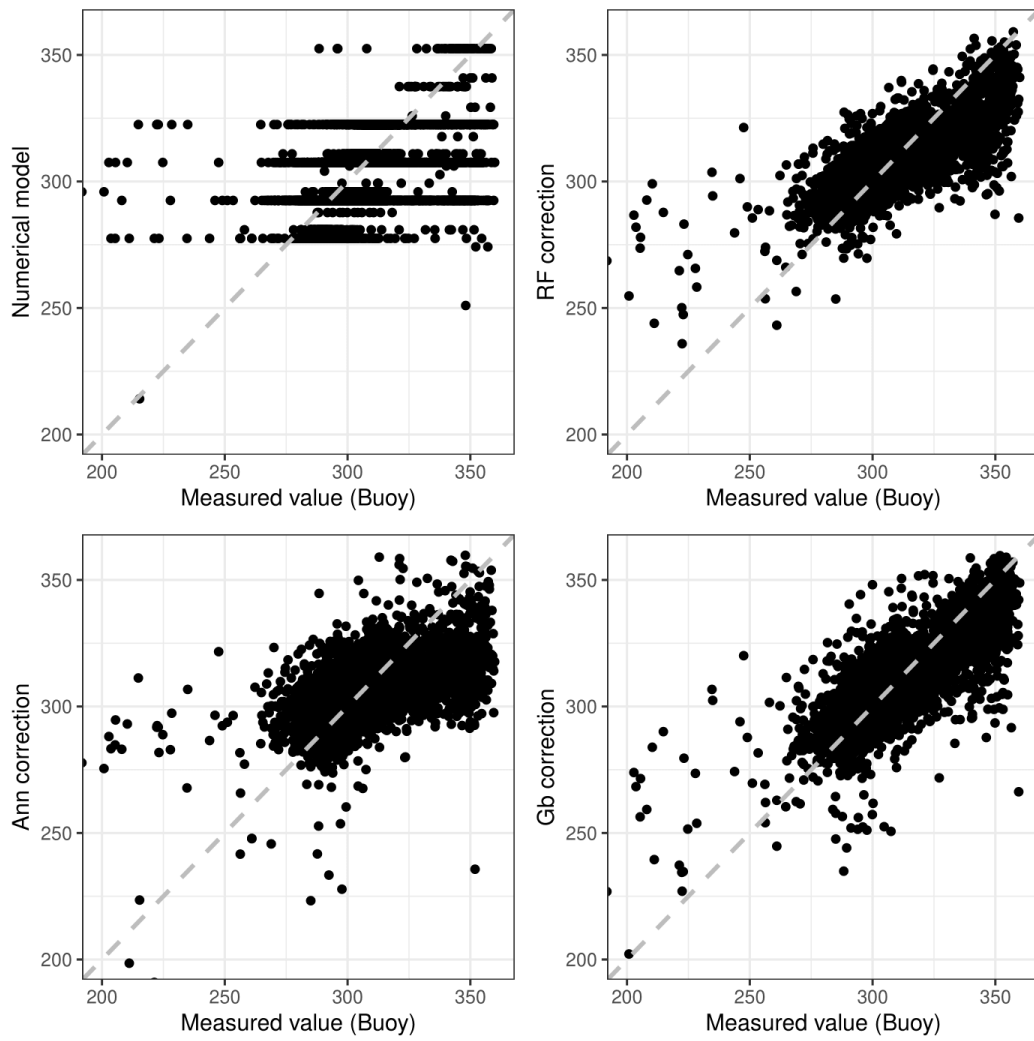 Numerical model
350
300
250
200
200 250 300 350
Measured value (Buoy)
RF correction
350
300
250
200
200 250 300 350
Measured value (Buoy)
Ann correction
350
300
250
200
200 250 300 350
Measured value (Buoy)
Gb correction
350
300
250
200
200 250 300 350
Measured value (Buoy)